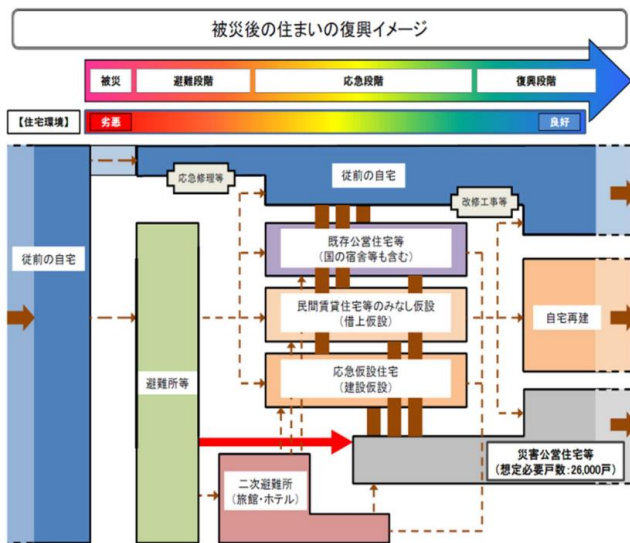 被災後の住まいの復興イメージ
被災
避難段階
応急段階
復興段階
【住宅環境】
劣悪
良好
応急修理等
従前の自宅
改修工事等
従前の自宅
既存公営住宅等
(国の宿舎等も含む)
民間賃貸住宅等のみなし仮設
(借上仮設)
自宅再建
応急仮設住宅
(建設仮設)
避難所等
災害公営住宅等
(想定必要戸数:26,000戸)
二次避難所
(旅館・ホテル)